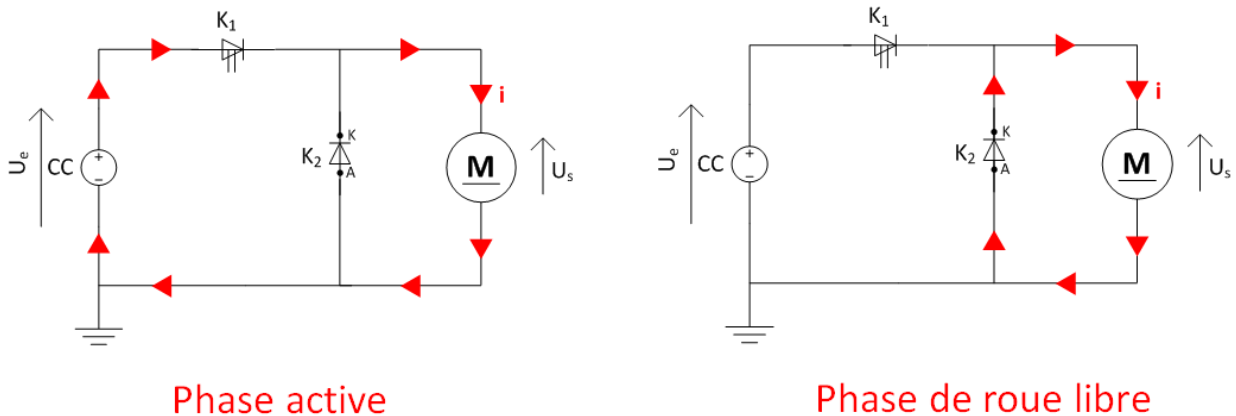 K₁
Uₑ
CC
+
−
K₂
K
A
i
M
Uₛ
Phase active
K₁
Uₑ
CC
+
−
K₂
K
A
i
M
Uₛ
Phase de roue libre